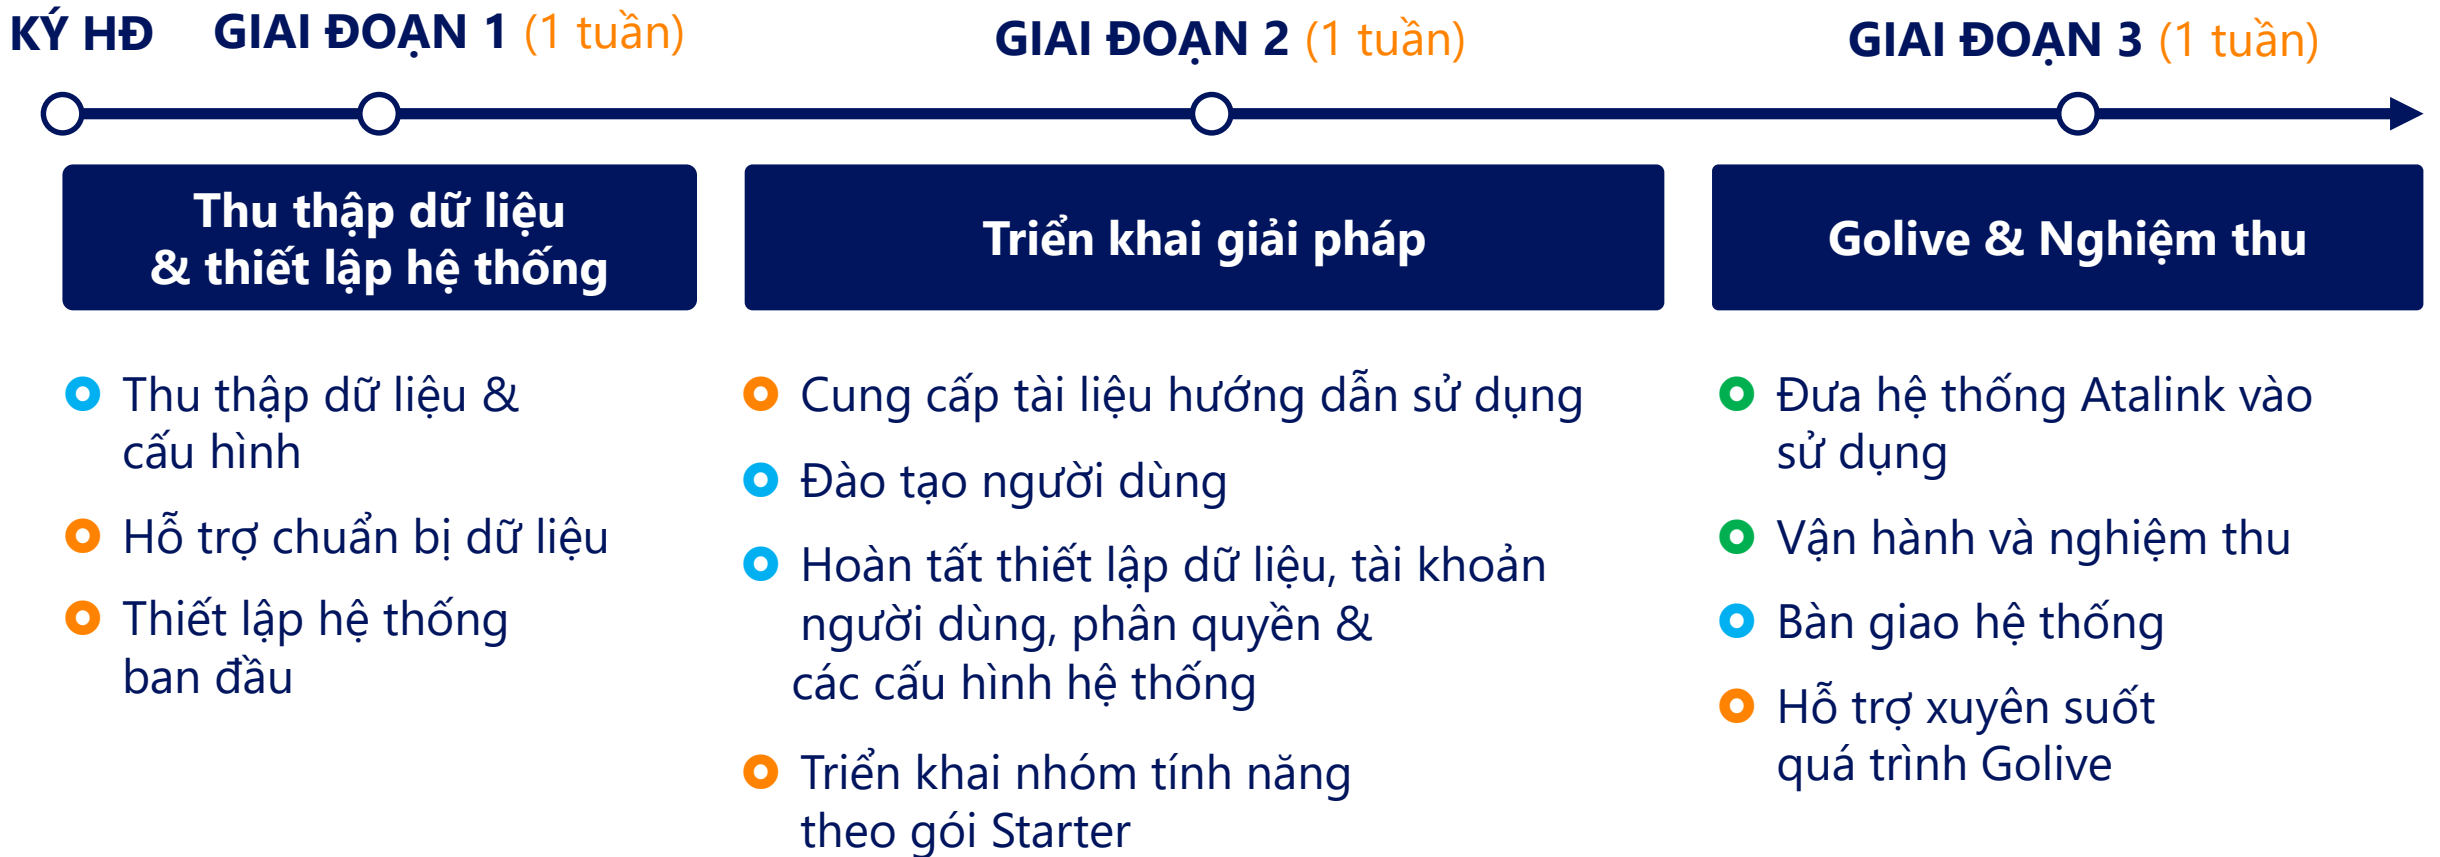 KÝ HĐ
GIAI ĐOẠN 1 (1 tuần)
GIAI ĐOẠN 2 (1 tuần)
GIAI ĐOẠN 3 (1 tuần)
Thu thập dữ liệu
& thiết lập hệ thống
Thu thập dữ liệu &
cấu hình
Hỗ trợ chuẩn bị dữ liệu
Thiết lập hệ thống
ban đầu
Triển khai giải pháp
Cung cấp tài liệu hướng dẫn sử dụng
Đào tạo người dùng
Hoàn tất thiết lập dữ liệu, tài khoản
người dùng, phân quyền &
các cấu hình hệ thống
Triển khai nhóm tính năng
theo gói Starter
Golive & Nghiệm thu
Đưa hệ thống Atalink vào
sử dụng
Vận hành và nghiệm thu
Bàn giao hệ thống
Hỗ trợ xuyên suốt
quá trình Golive